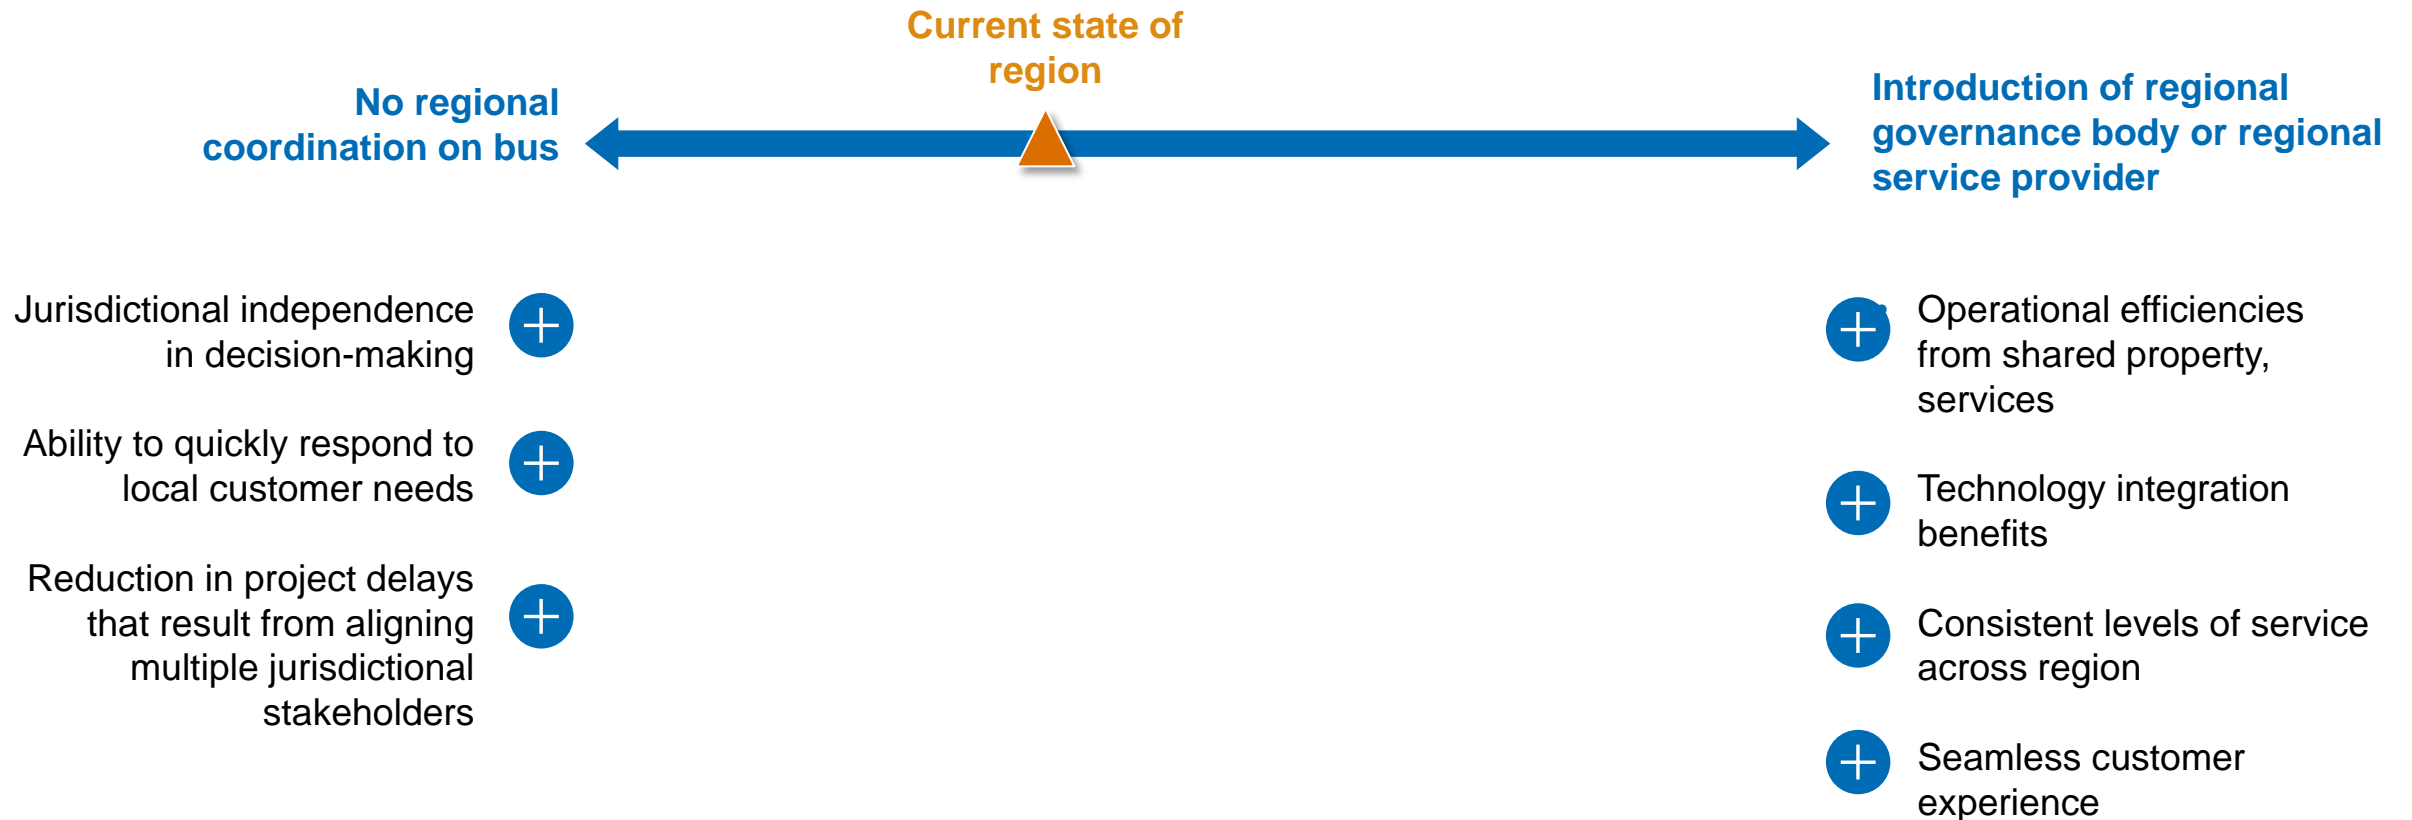 Current state of
region
No regional
coordination on bus
Introduction of regional
governance body or regional
service provider
Jurisdictional independence
in decision-making
Ability to quickly respond to
local customer needs
Reduction in project delays
that result from aligning
multiple jurisdictional
stakeholders
Operational efficiencies
from shared property,
services
Technology integration
benefits
Consistent levels of service
across region
Seamless customer
experience